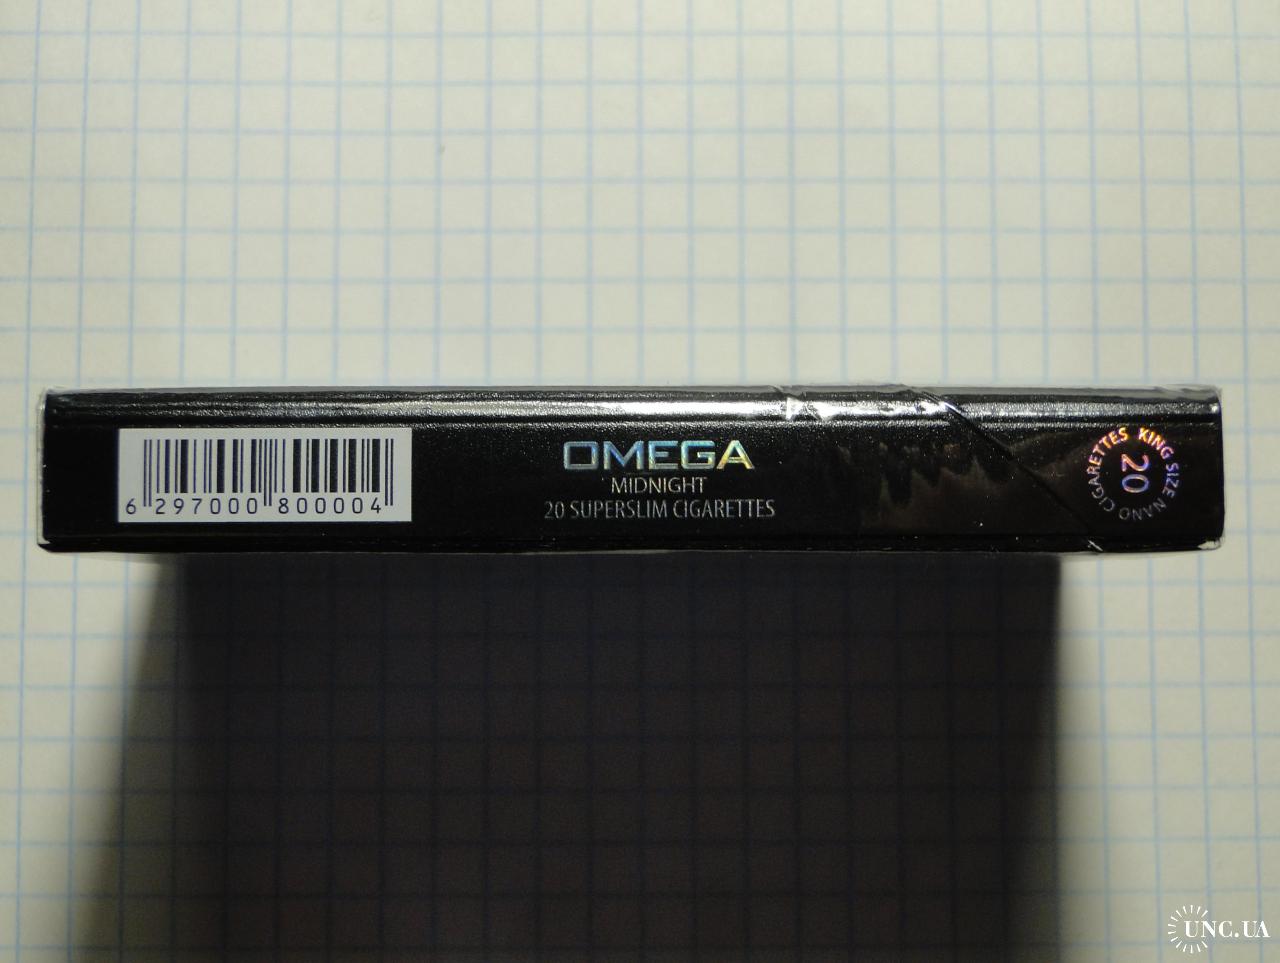 6 297000 800004
OMEGA
MIDNIGHT
20 SUPERSLIM CIGARETTES
KING SIZE NANO CIGARETTES
20
UNC.UA